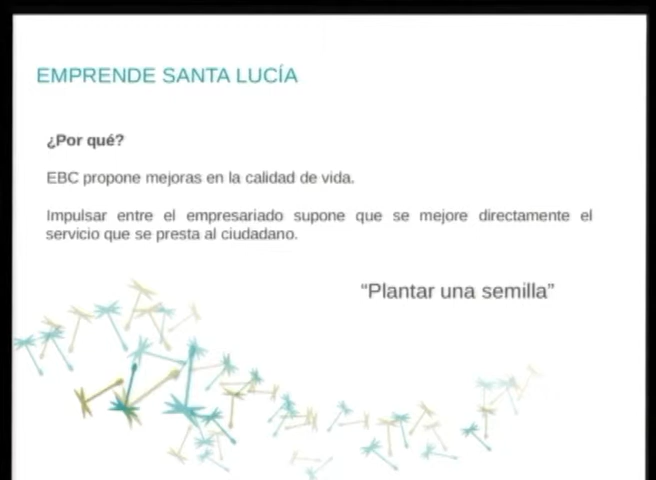 EMPRENDE SANTA LUCÍA
¿Por qué?
EBC propone mejoras en la calidad de vida.
Impulsar entre el empresariado supone que se mejore directamente el
servicio que se presta al ciudadano.
“Plantar una semilla”